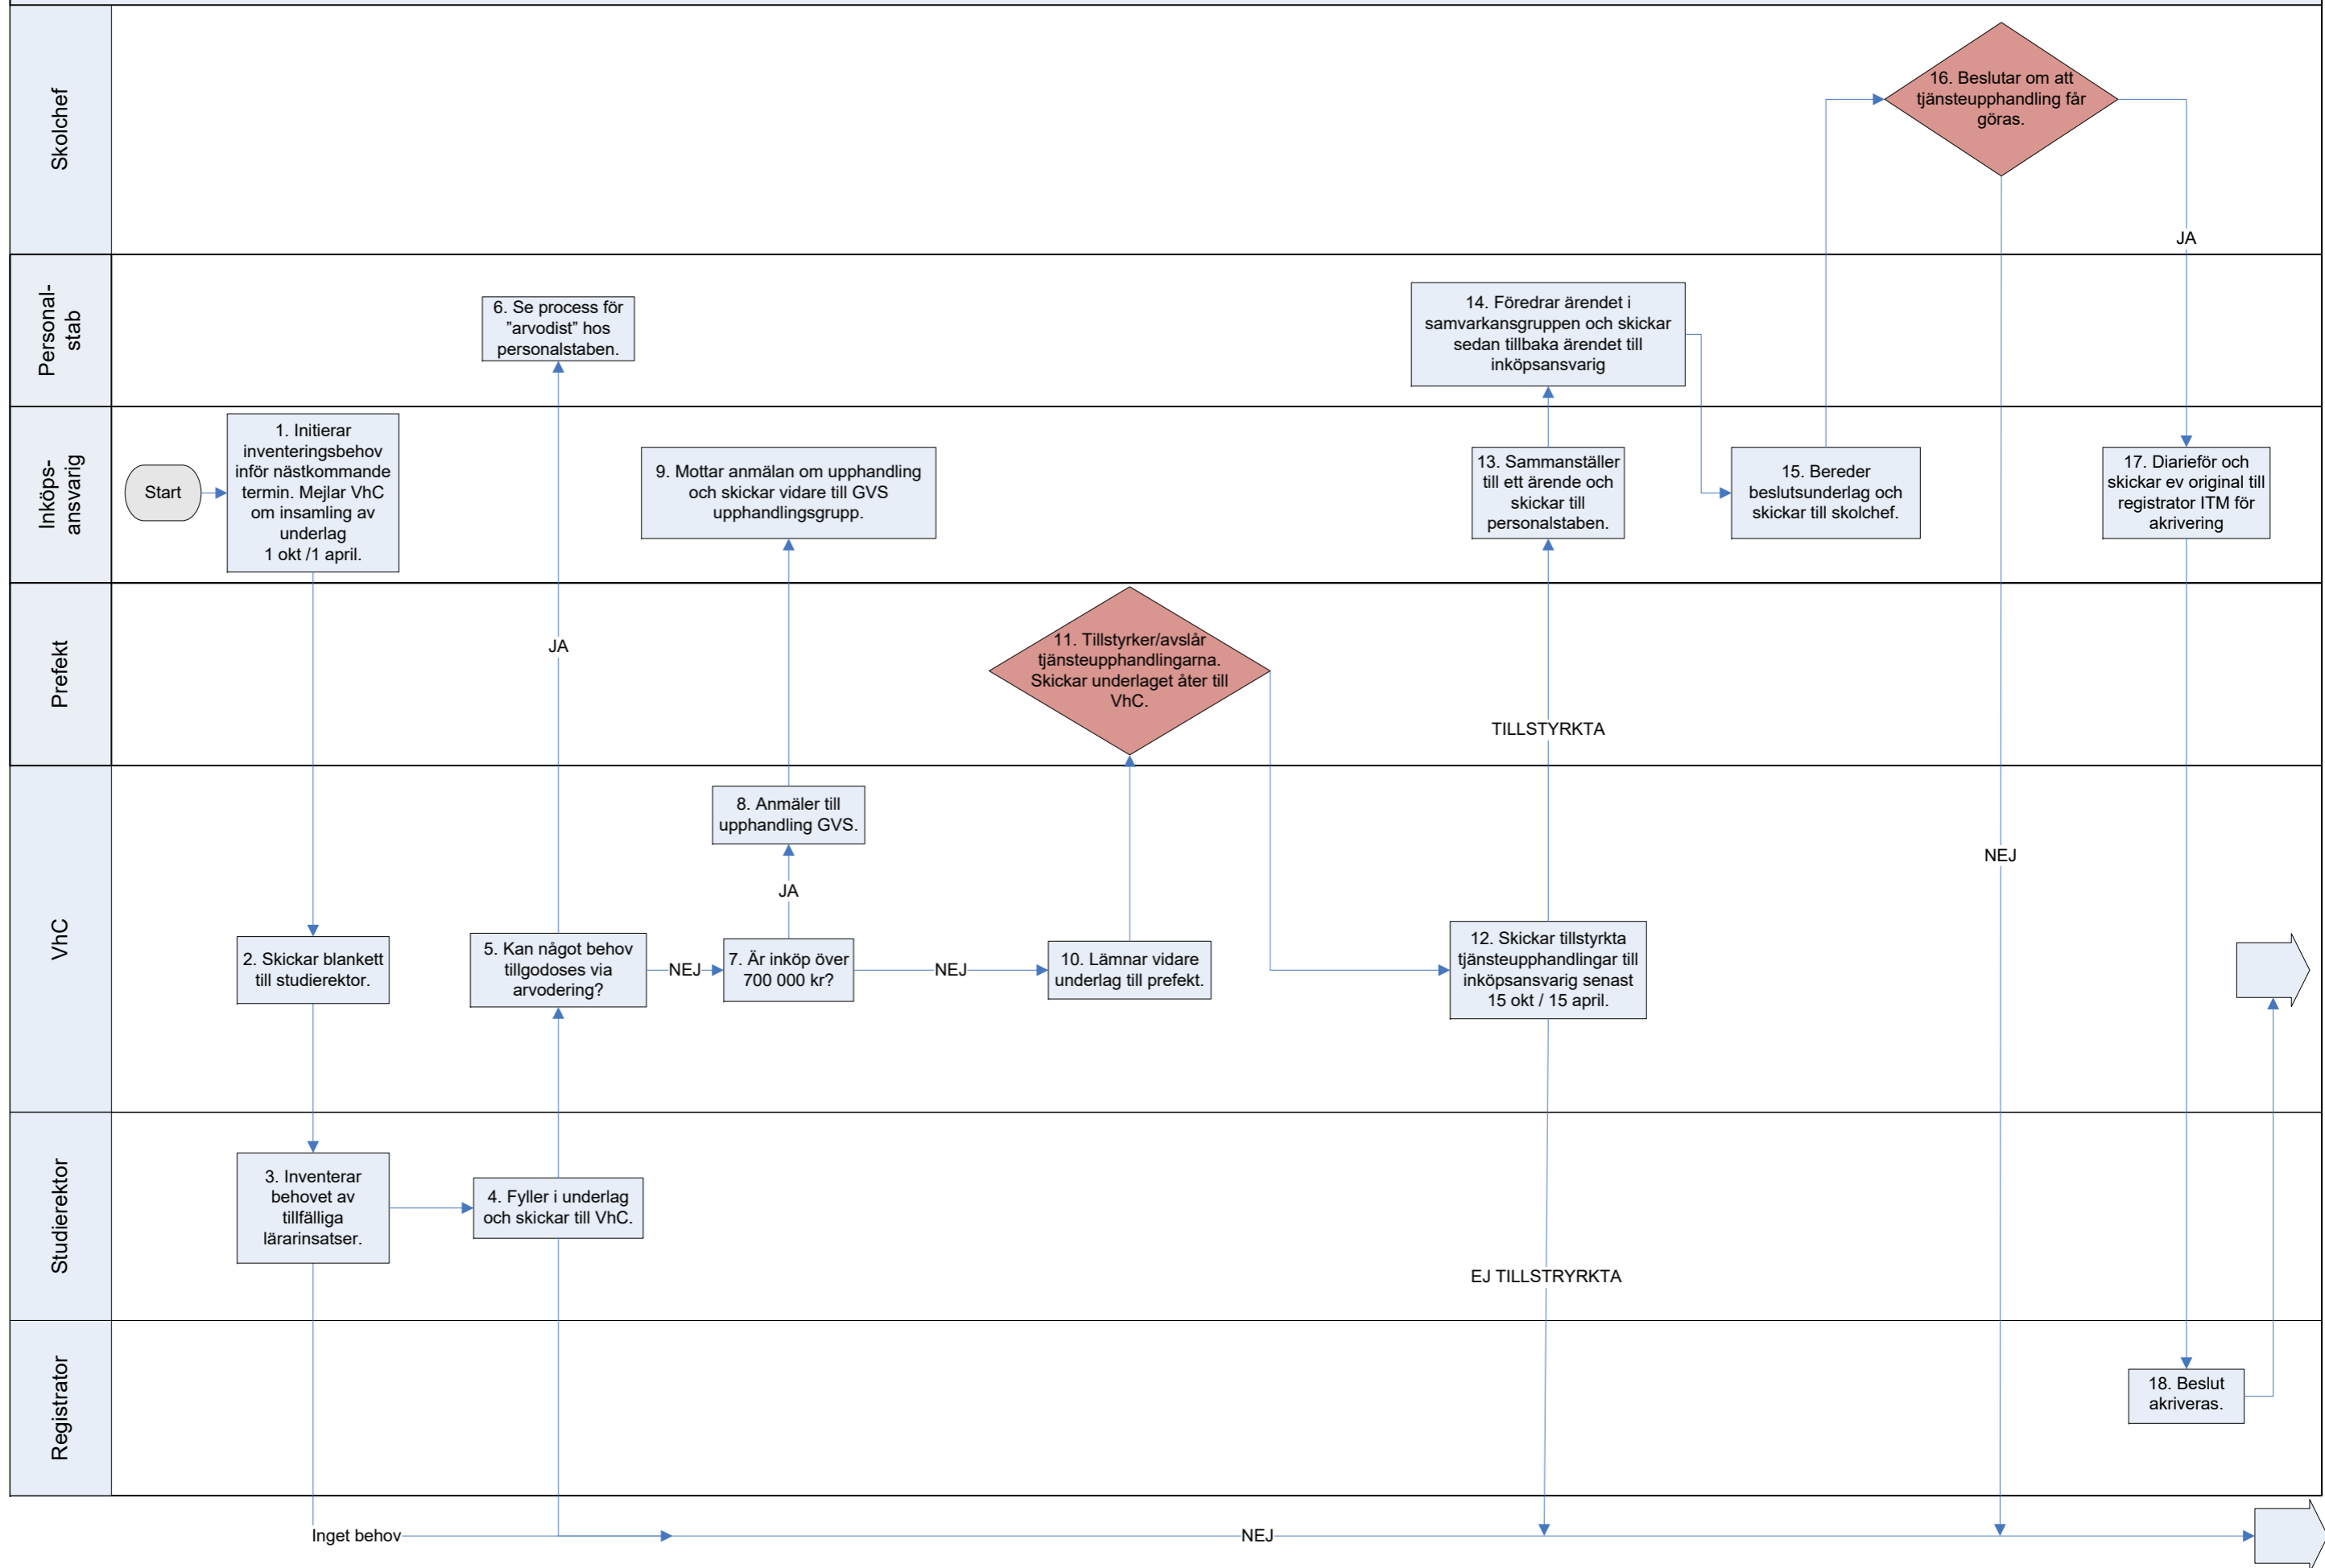 Skolchef
16. Beslutar om att
tjänsteupphandling får
göras.
JA
Personal-
stab
6. Se process för
”arvodist” hos
personalstaben.
14. Föredrar ärendet i
samvarkansgruppen och skickar
sedan tillbaka ärendet till
inköpsansvarig
Inköps-
ansvarig
Start
1. Initierar
inventeringsbehov
inför nästkommande
termin. Mejlar VhC
om insamling av
underlag
1 okt /1 april.
9. Mottar anmälan om upphandling
och skickar vidare till GVS
upphandlingsgrupp.
13. Sammanställer
till ett ärende och
skickar till
personalstaben.
15. Bereder
beslutsunderlag och
skickar till skolchef.
17. Diarieför och
skickar ev original till
registrator ITM för
akrivering
Prefekt
JA
11. Tillstyrker/avslår
tjänsteupphandlingarna.
Skickar underlaget åter till
VhC.
TILLSTYRKTA
VhC
8. Anmäler till
upphandling GVS.
JA
NEJ
2. Skickar blankett
till studierektor.
5. Kan något behov
tillgodoses via
arvodering?
NEJ
7. Är inköp över
700 000 kr?
NEJ
10. Lämnar vidare
underlag till prefekt.
12. Skickar tillstyrkta
tjänsteupphandlingar till
inköpsansvarig senast
15 okt / 15 april.
Studierektor
3. Inventerar
behovet av
tillfälliga
lärarinsatser.
4. Fyller i underlag
och skickar till VhC.
EJ TILLSTRYRKTA
Registrator
18. Beslut
akriveras.
Inget behov
NEJ